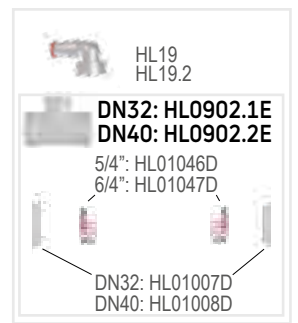 HL19
HL19.2
DN32: HL0902.1E
DN40: HL0902.2E
5/4”: HL01046D
6/4”: HL01047D
DN32: HL01007D
DN40: HL01008D